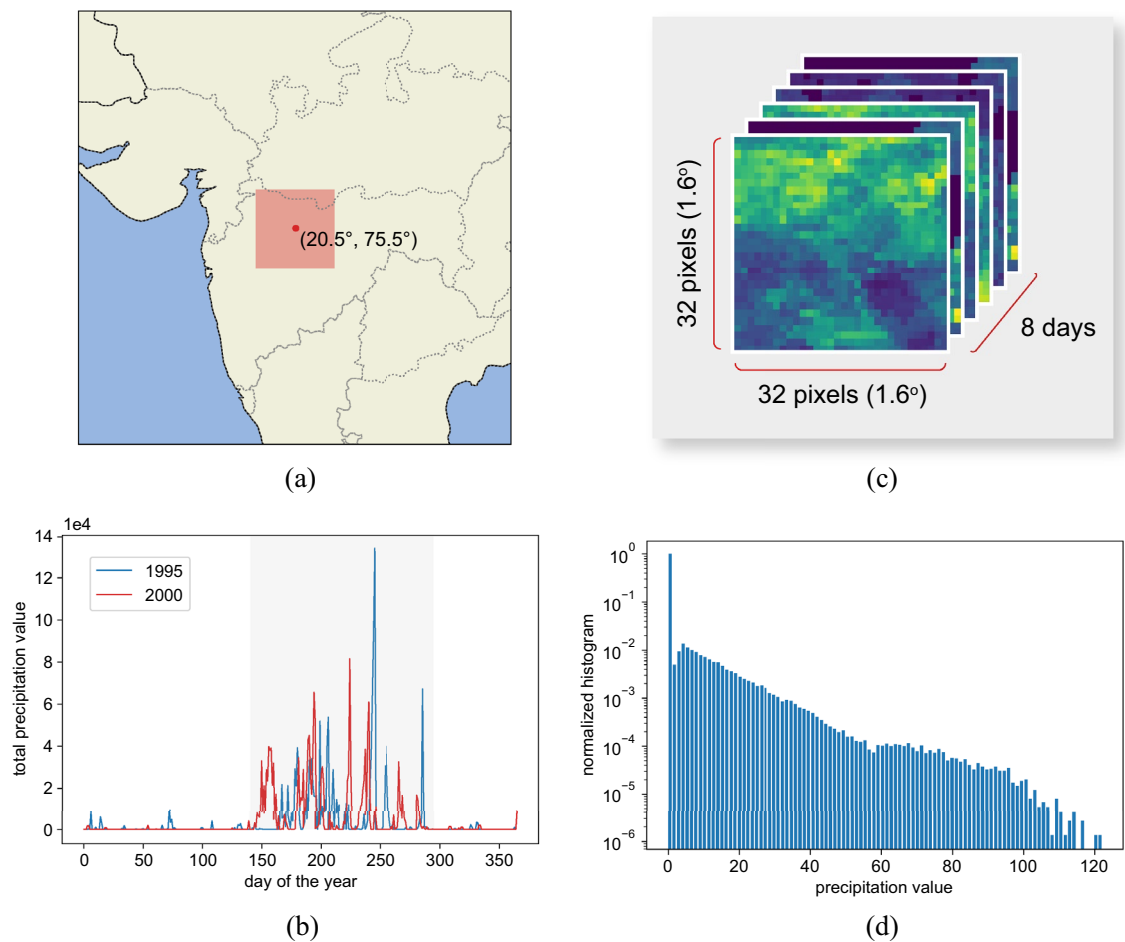 (20.5°, 75.5°)
(a)
32 pixels (1.6°)
32 pixels (1.6°)
8 days
(c)
1e4
14
12
10
8
6
4
2
0
total precipitation value
1995
2000
0 50 100 150 200 250 300 350
day of the year
(b)
10⁰
10⁻¹
10⁻²
10⁻³
10⁻⁴
10⁻⁵
10⁻⁶
normalized histogram
0 20 40 60 80 100 120
precipitation value
(d)